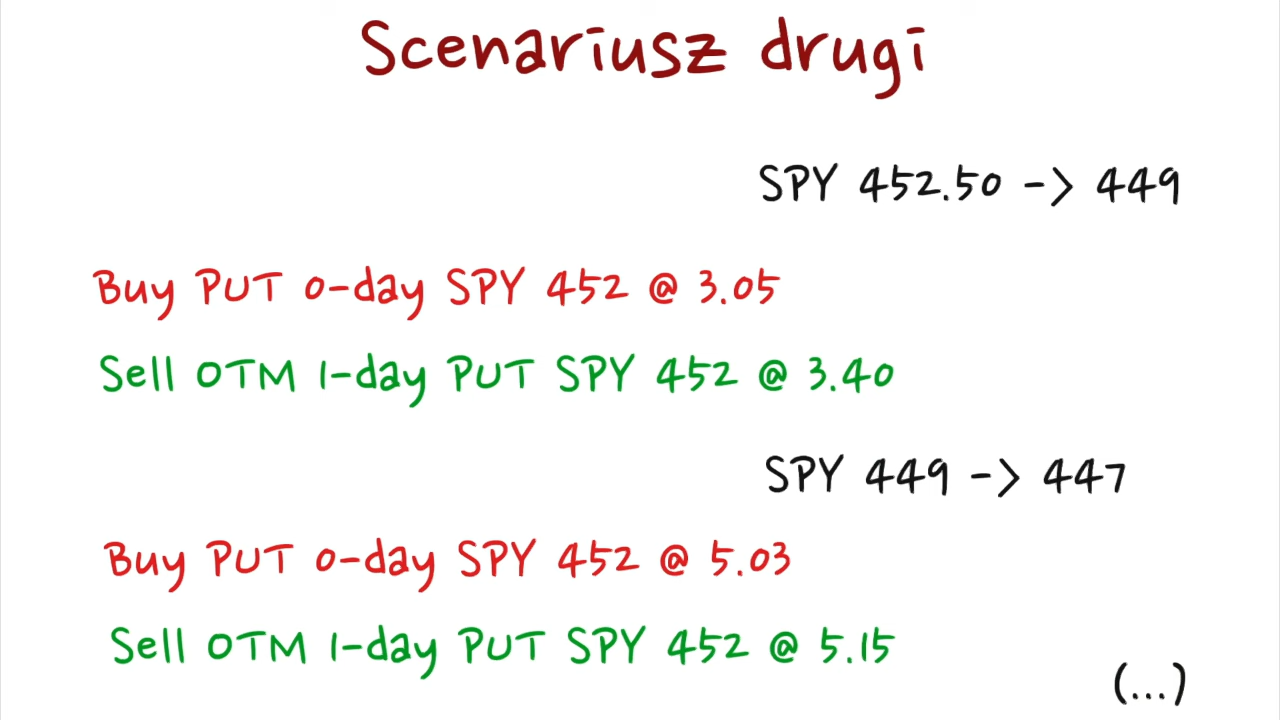 Scenariusz drugi
SPY 452.50 -> 449
Buy PUT 0-day SPY 452 @ 3.05
Sell OTM 1-day PUT SPY 452 @ 3.40
SPY 449 -> 447
Buy PUT 0-day SPY 452 @ 5.03
Sell OTM 1-day PUT SPY 452 @ 5.15
(...)